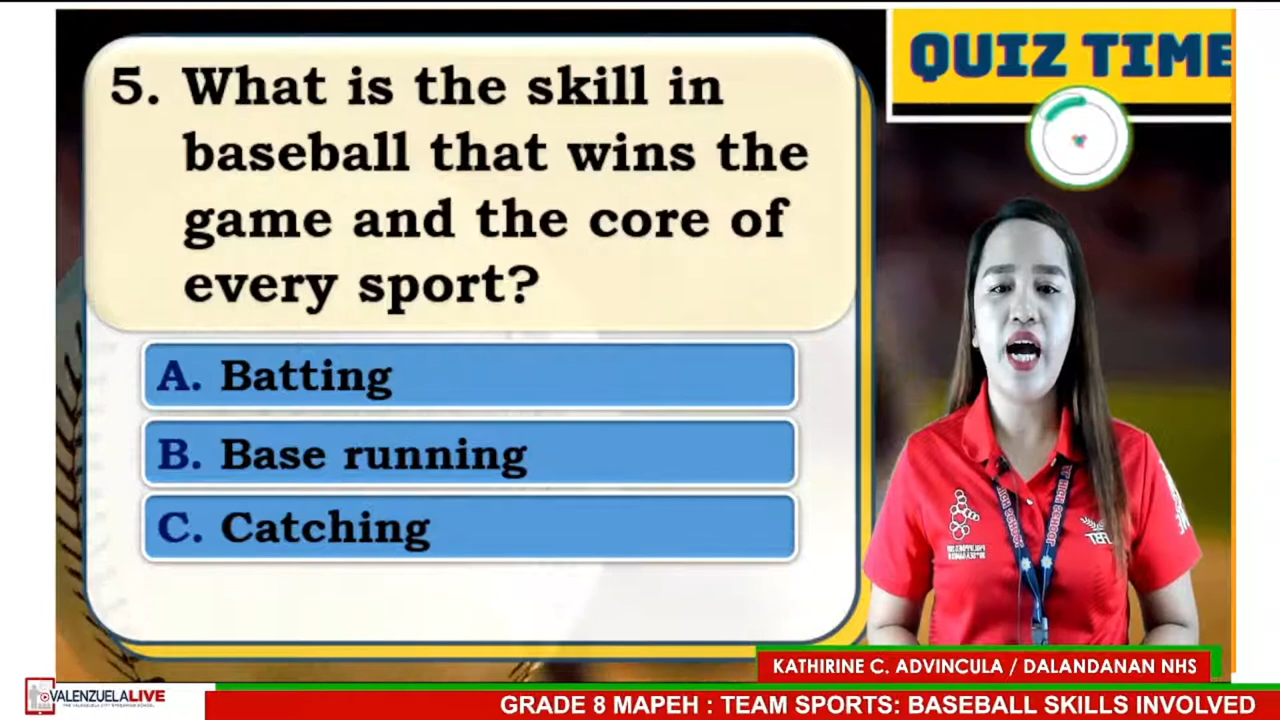 QUIZ TIME
5. What is the skill in
baseball that wins the
game and the core of
every sport?
A. Batting
B. Base running
C. Catching
KATHIRINE C. ADVINCULA / DALANDANAN NHS
VALENZUELALIVE
GRADE 8 MAPEH : TEAM SPORTS: BASEBALL SKILLS INVOLVED